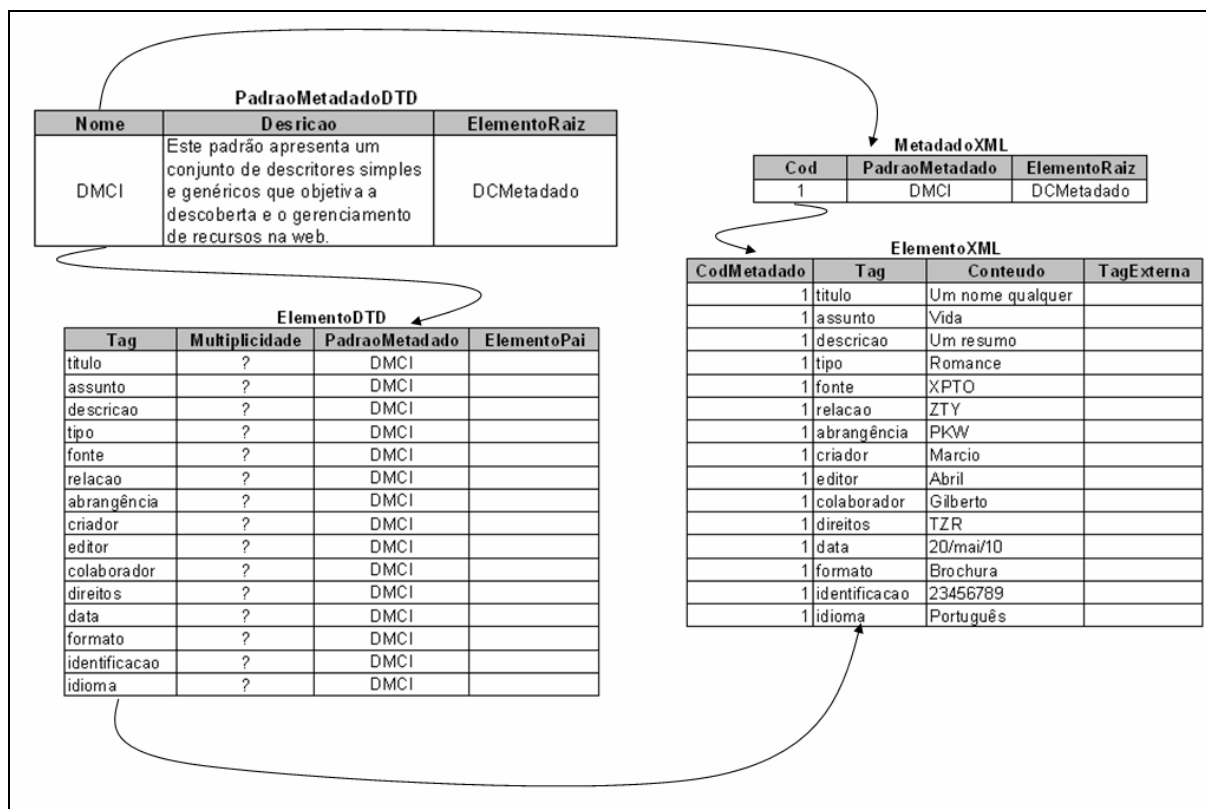 PadraoMetadadoDTD
Nome Desricao ElementoRaiz
DMCI Este padrão apresenta um conjunto de descritores simples e genéricos que objetiva a descoberta e o gerenciamento de recursos na web. DCMetadado
MetadadoXML
Cod PadraoMetadado ElementoRaiz
1 DMCI DCMetadado
ElementoDTD
Tag Multiplicidade PadraoMetadado ElementoPai
titulo ? DMCI
assunto ? DMCI
descricao ? DMCI
tipo ? DMCI
fonte ? DMCI
relacao ? DMCI
abrangência ? DMCI
criador ? DMCI
editor ? DMCI
colaborador ? DMCI
direitos ? DMCI
data ? DMCI
formato ? DMCI
identificacao ? DMCI
idioma ? DMCI
ElementoXML
CodMetadado Tag Conteudo TagExterna
1 titulo Um nome qualquer
1 assunto Vida
1 descricao Um resumo
1 tipo Romance
1 fonte XPTO
1 relacao ZTY
1 abrangência PKW
1 criador Marcio
1 editor Abril
1 colaborador Gilberto
1 direitos TZR
1 data 20/mai/10
1 formato Brochura
1 identificacao 23456789
1 idioma Português